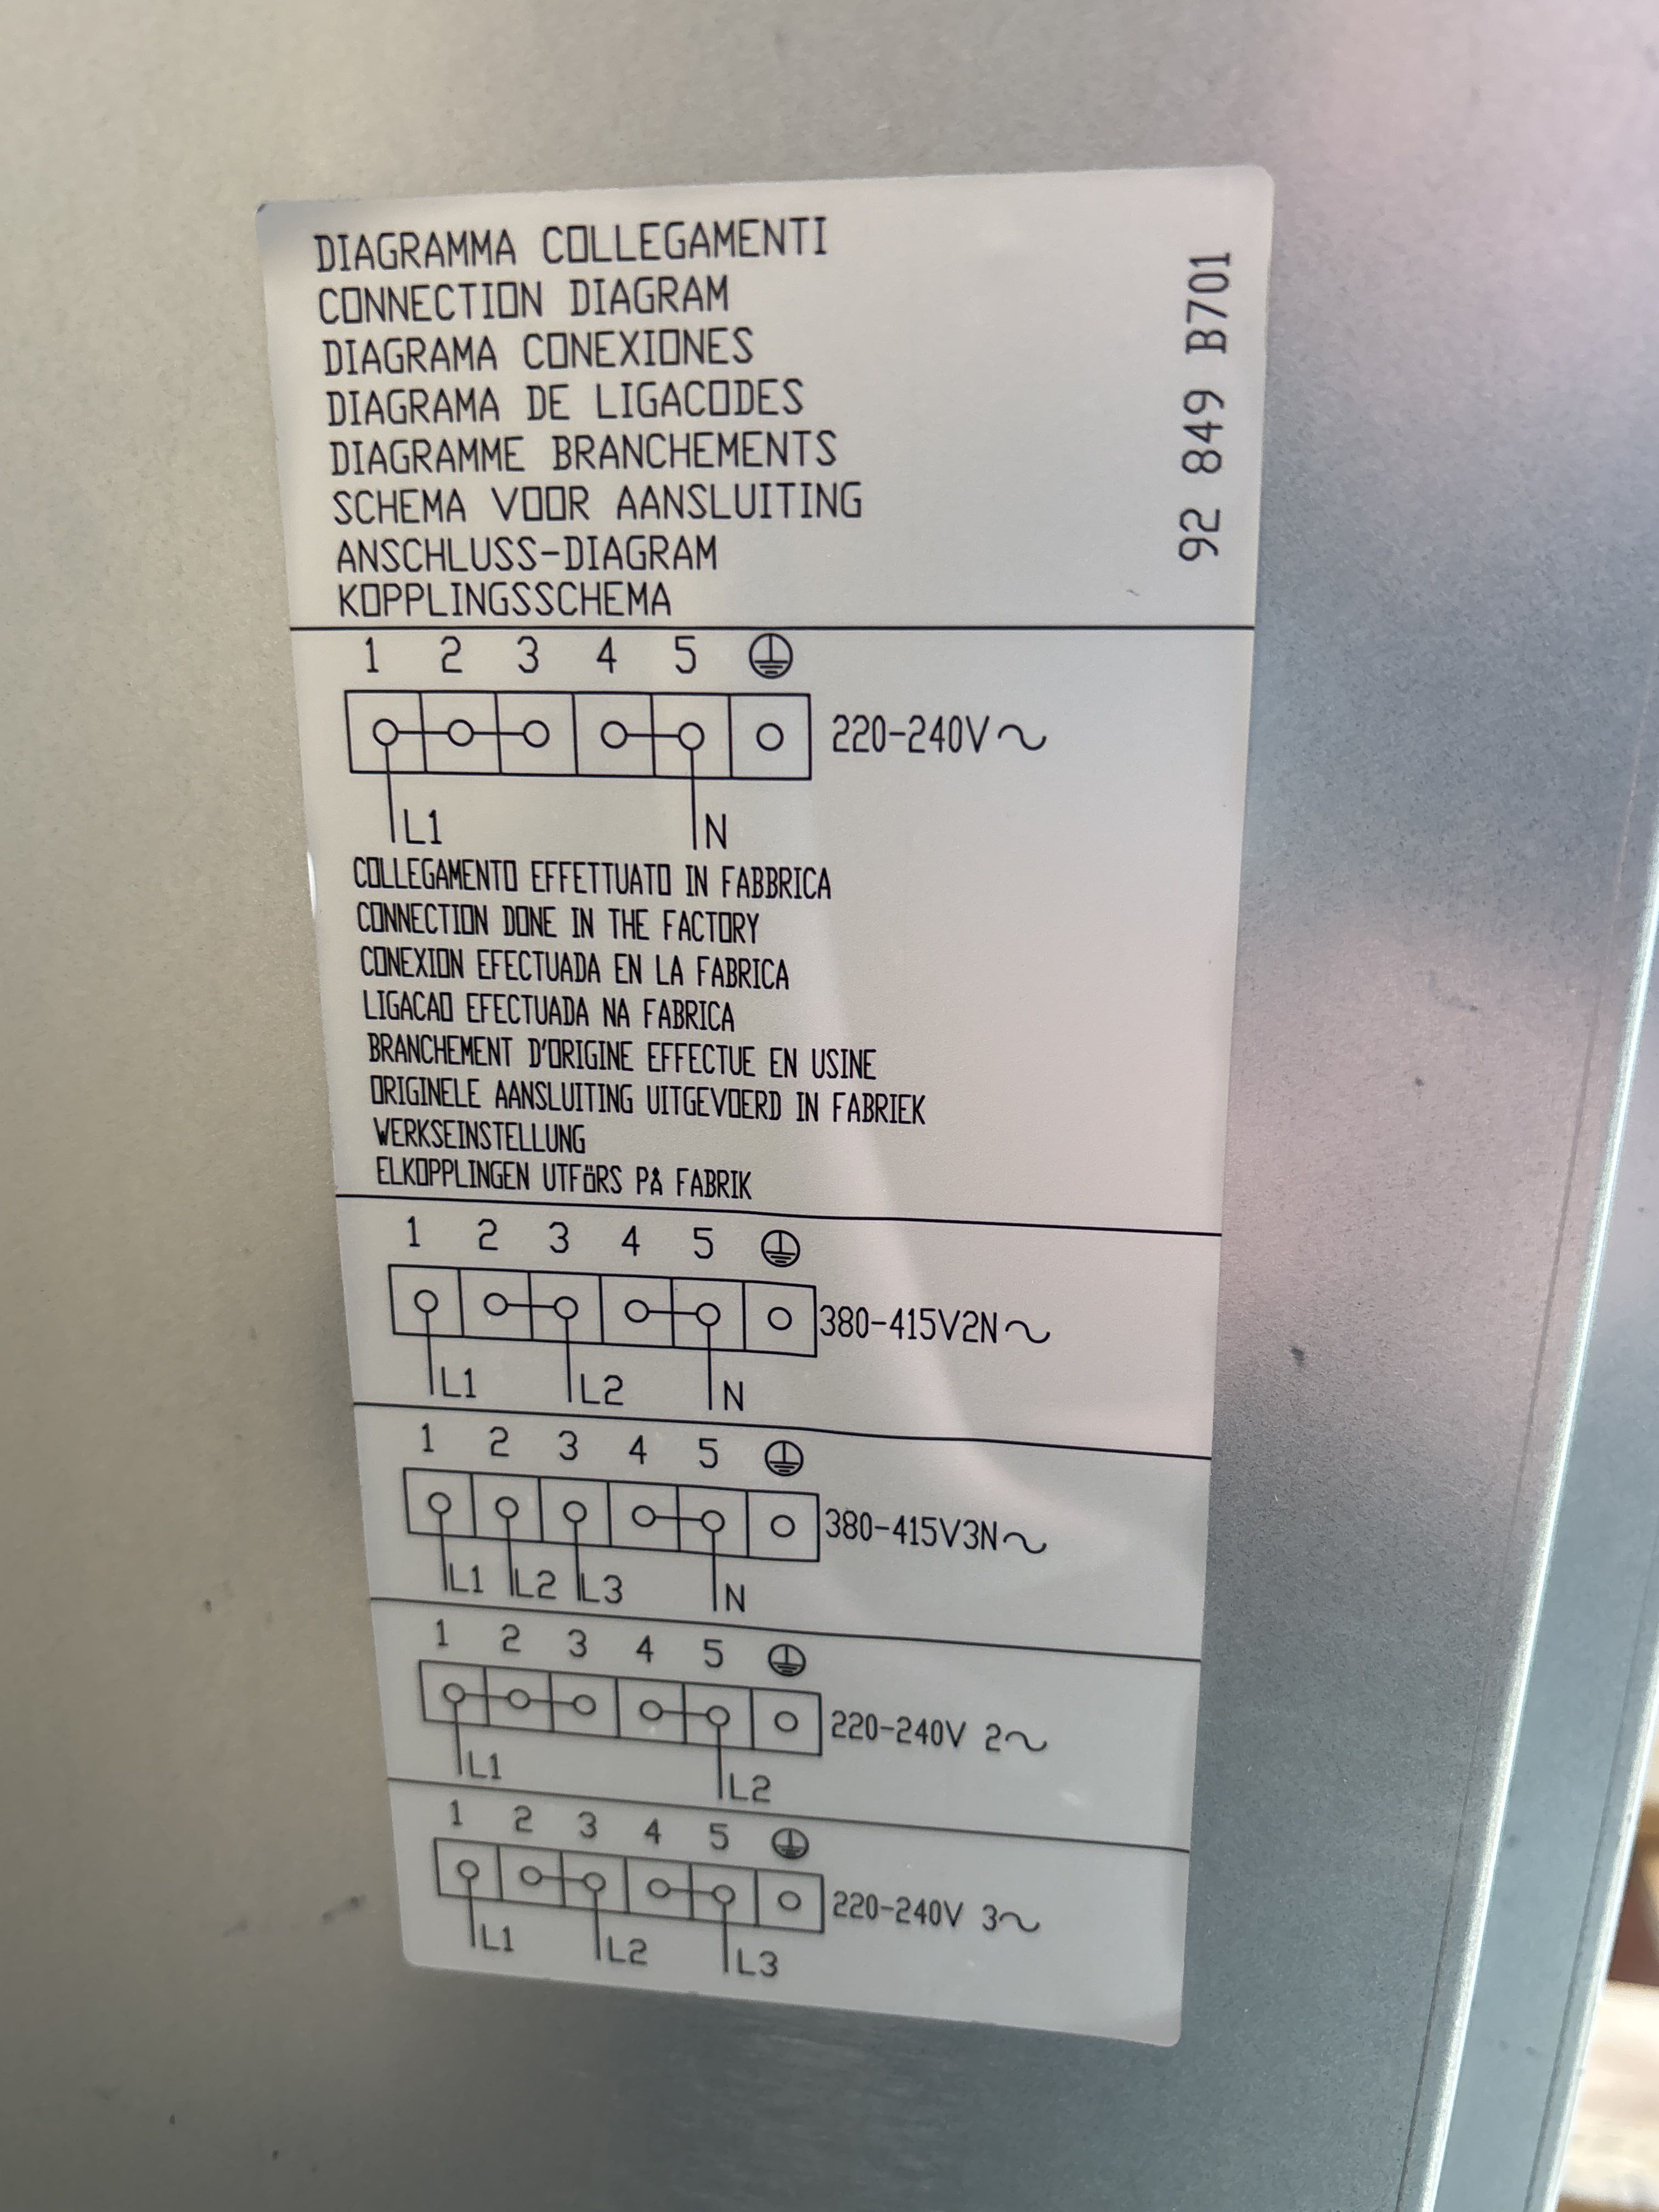 DIAGRAMMA COLLEGAMENTI
CONNECTION DIAGRAM
DIAGRAMA CONEXIONES
DIAGRAMA DE LIGACODES
DIAGRAMME BRANCHEMENTS
SCHEMA VOOR AANSLUITING
ANSCHLUSS-DIAGRAM
KOPPLINGSSCHEMA
92 849 B701
1 2 3 4 5
220-240V~
L1 N
COLLEGAMENTO EFFETTUATO IN FABBRICA
CONNECTION DONE IN THE FACTORY
CONEXION EFECTUADA EN LA FABRICA
LIGACAO EFECTUADA NA FABRICA
BRANCHEMENT D'ORIGINE EFFECTUE EN USINE
ORIGINELE AANSLUITING UITGEVOERD IN FABRIEK
WERKSEINSTELLUNG
ELKOPPLINGEN UTFÖRS PÅ FABRIK
1 2 3 4 5
380-415V2N~
L1 L2 N
1 2 3 4 5
380-415V3N~
L1 L2 L3 N
1 2 3 4 5
220-240V 2~
L1 L2
1 2 3 4 5
220-240V 3~
L1 L2 L3